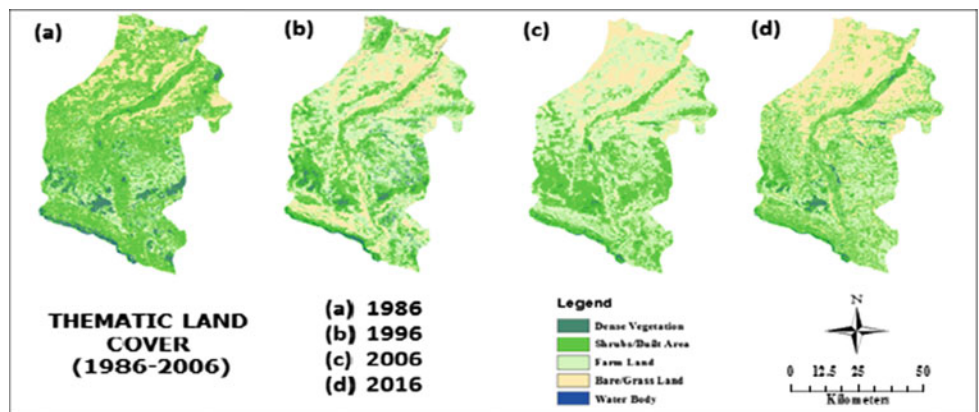 (a)
(b)
(c)
(d)
THEMATIC LAND
COVER
(1986-2006)
(a) 1986
(b) 1996
(c) 2006
(d) 2016
Legend
Dense Vegetation
Shrubs/Built Area
Farm Land
Bare/Grass Land
Water Body
N
0 12.5 25 50
Kilometers